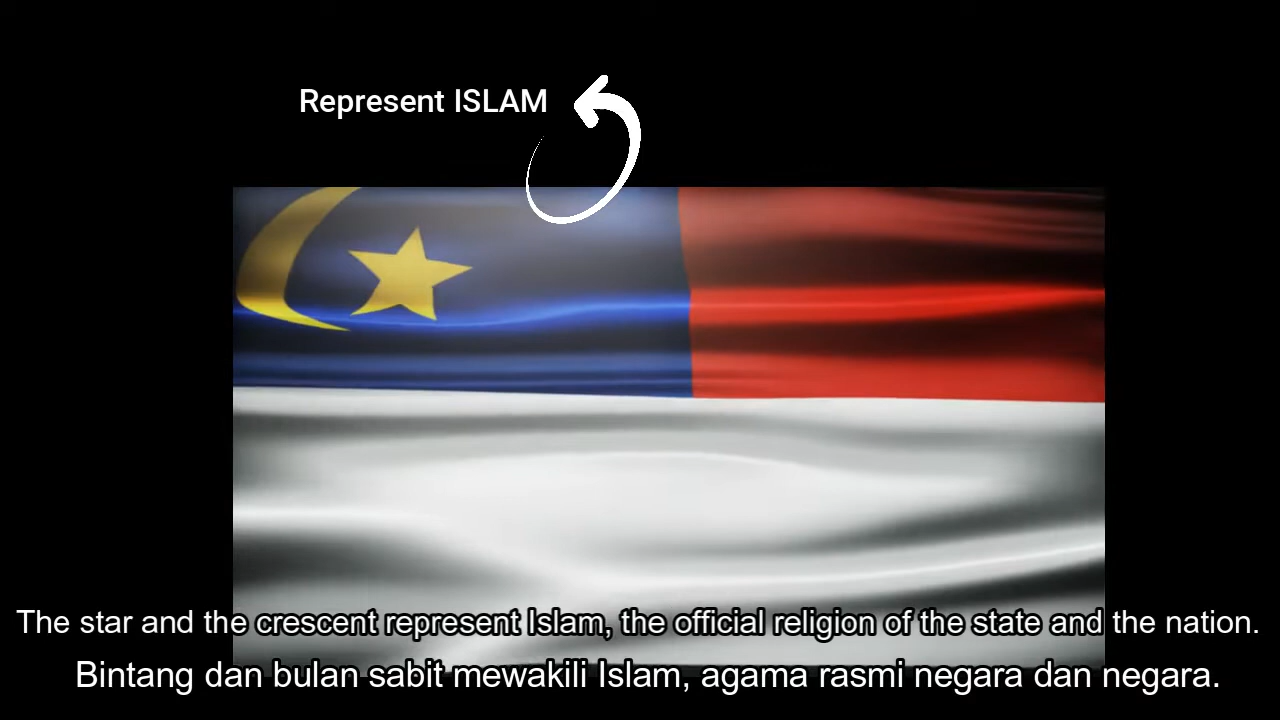 Represent ISLAM
The star and the crescent represent Islam, the official religion of the state and the nation.
Bintang dan bulan sabit mewakili Islam, agama rasmi negara dan negara.